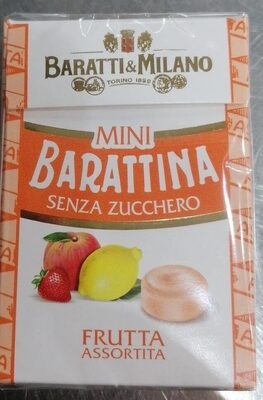 BARATTI & MILANO
TORINO 1858
MINI
BARATTINA
SENZA ZUCCHERO
FRUTTA
ASSORTITA